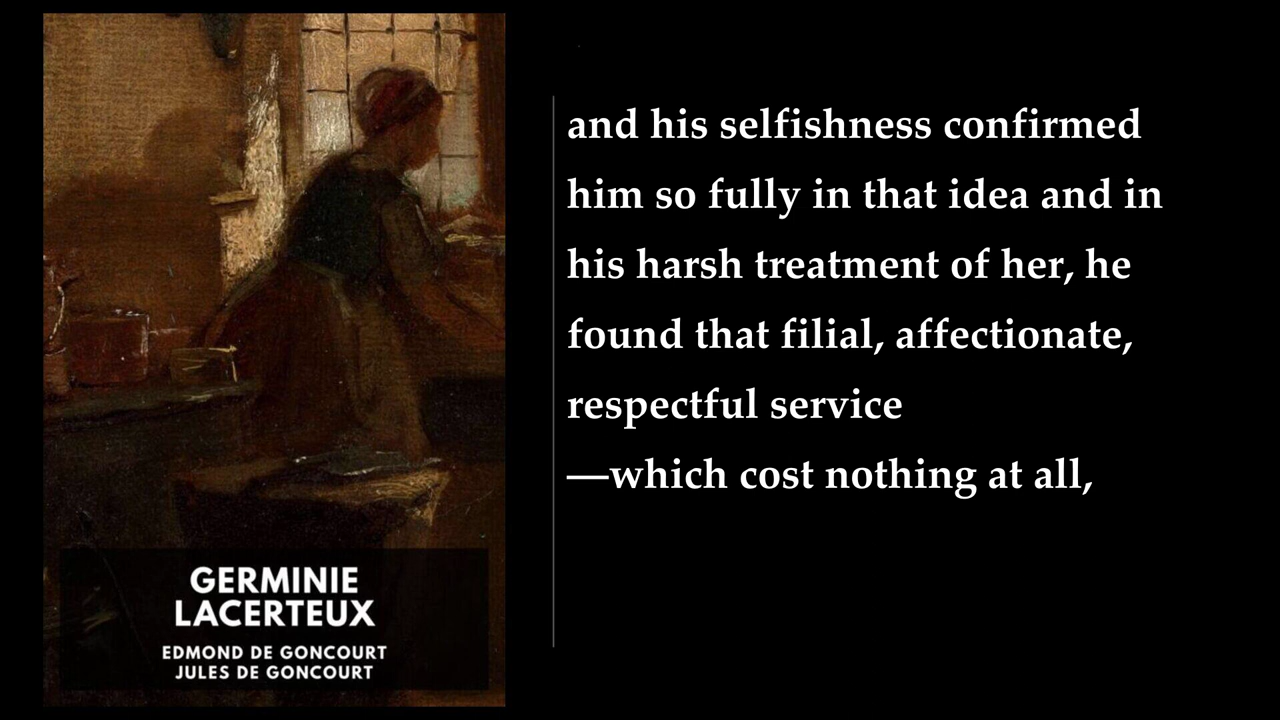 and his selfishness confirmed
him so fully in that idea and in
his harsh treatment of her, he
found that filial, affectionate,
respectful service
—which cost nothing at all,
GERMINIE
LACERTEUX
EDMOND DE GONCOURT
JULES DE GONCOURT